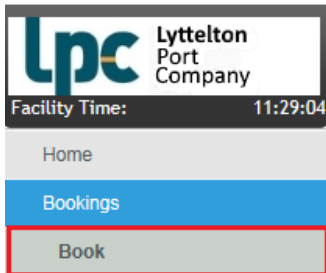 lpc
Lyttelton
Port
Company
Facility Time: 11:29:04
Home
Bookings
Book